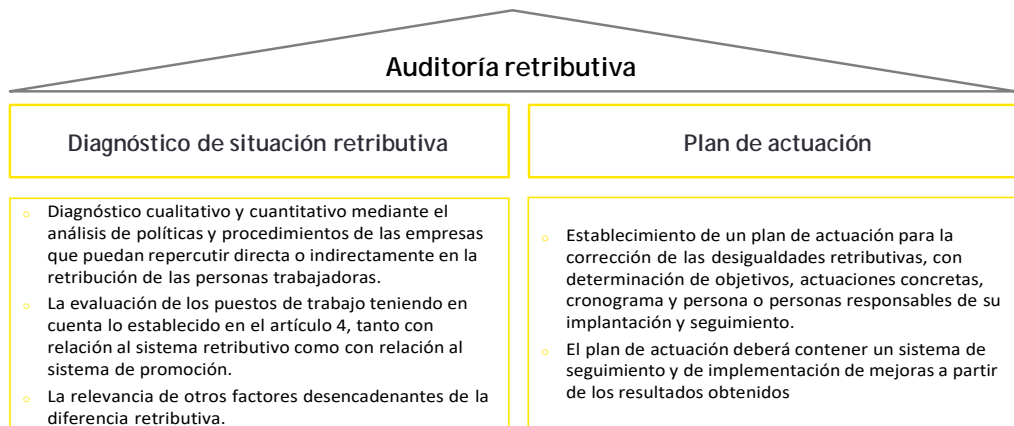 Auditoría retributiva
Diagnóstico de situación retributiva
Diagnóstico cualitativo y cuantitativo mediante el
análisis de políticas y procedimientos de las empresas
que puedan repercutir directa o indirectamente en la
retribución de las personas trabajadoras.
La evaluación de los puestos de trabajo teniendo en
cuenta lo establecido en el artículo 4, tanto con
relación al sistema retributivo como con relación al
sistema de promoción.
La relevancia de otros factores desencadenantes de la
diferencia retributiva.
Plan de actuación
Establecimiento de un plan de actuación para la
corrección de las desigualdades retributivas, con
determinación de objetivos, actuaciones concretas,
cronograma y persona o personas responsables de su
implantación y seguimiento.
El plan de actuación deberá contener un sistema de
seguimiento y de implementación de mejoras a partir
de los resultados obtenidos